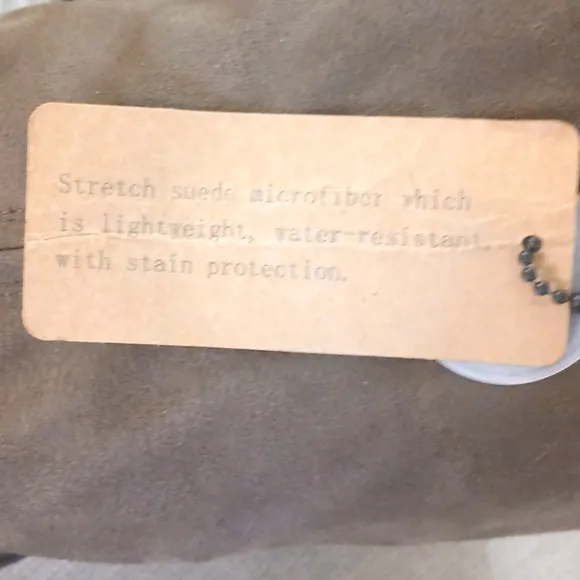 Stretch suede microfiber which
is lightweight, water-resistant,
with stain protection.